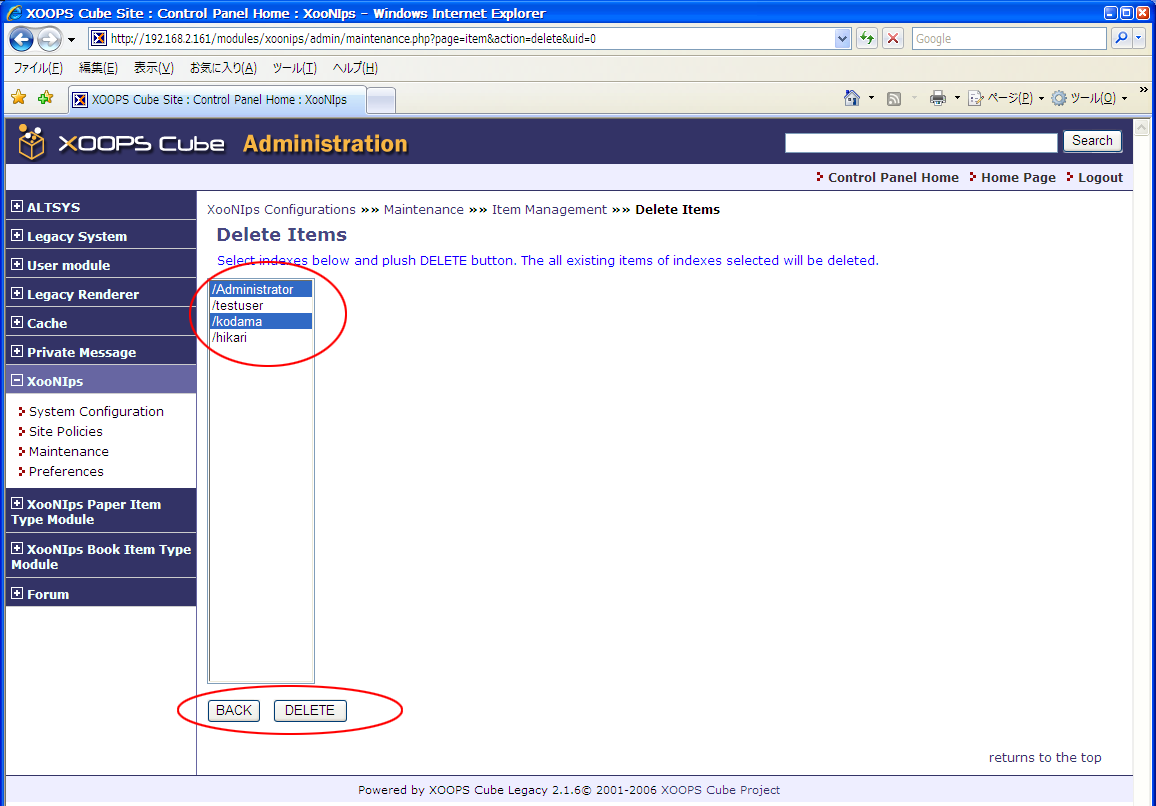 XOOPS Cube Site : Control Panel Home : XooNIps - Windows Internet Explorer
http://192.168.2.161/modules/xoonips/admin/maintenance.php?page=item&action=delete&uid=0
Google
ファイル(F) 編集(E) 表示(V) お気に入り(A) ツール(T) ヘルプ(H)
XOOPS Cube Site : Control Panel Home : XooNIps
ページ(P) ツール(O) »
XOOPS Cube Administration
Search
Control Panel Home Home Page Logout
ALTSYS
Legacy System
User module
Legacy Renderer
Cache
Private Message
XooNIps
System Configuration
Site Policies
Maintenance
Preferences
XooNIps Paper Item
Type Module
XooNIps Book Item Type
Module
Forum
XooNIps Configurations »» Maintenance »» Item Management »» Delete Items
Delete Items
Select indexes below and plush DELETE button. The all existing items of indexes selected will be deleted.
/Administrator
/testuser
/kodama
/hikari
BACK DELETE
returns to the top
Powered by XOOPS Cube Legacy 2.1.6© 2001-2006 XOOPS Cube Project